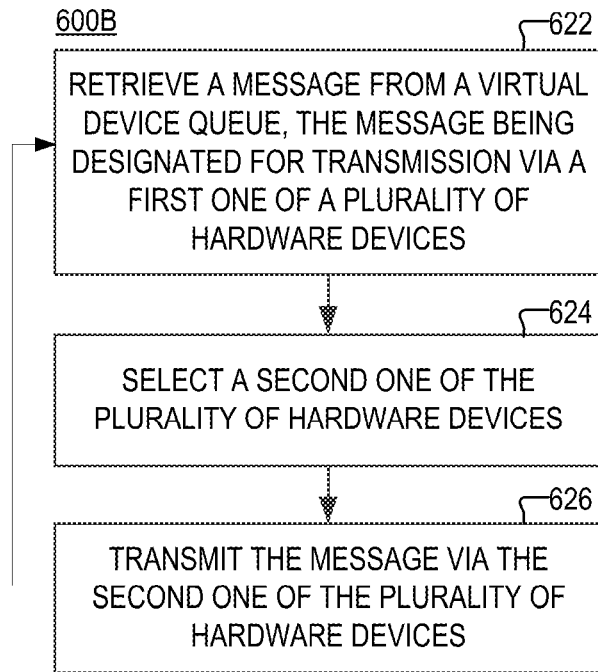 600B
622
RETRIEVE A MESSAGE FROM A VIRTUAL
DEVICE QUEUE, THE MESSAGE BEING
DESIGNATED FOR TRANSMISSION VIA A
FIRST ONE OF A PLURALITY OF
HARDWARE DEVICES
624
SELECT A SECOND ONE OF THE
PLURALITY OF HARDWARE DEVICES
626
TRANSMIT THE MESSAGE VIA THE
SECOND ONE OF THE PLURALITY OF
HARDWARE DEVICES